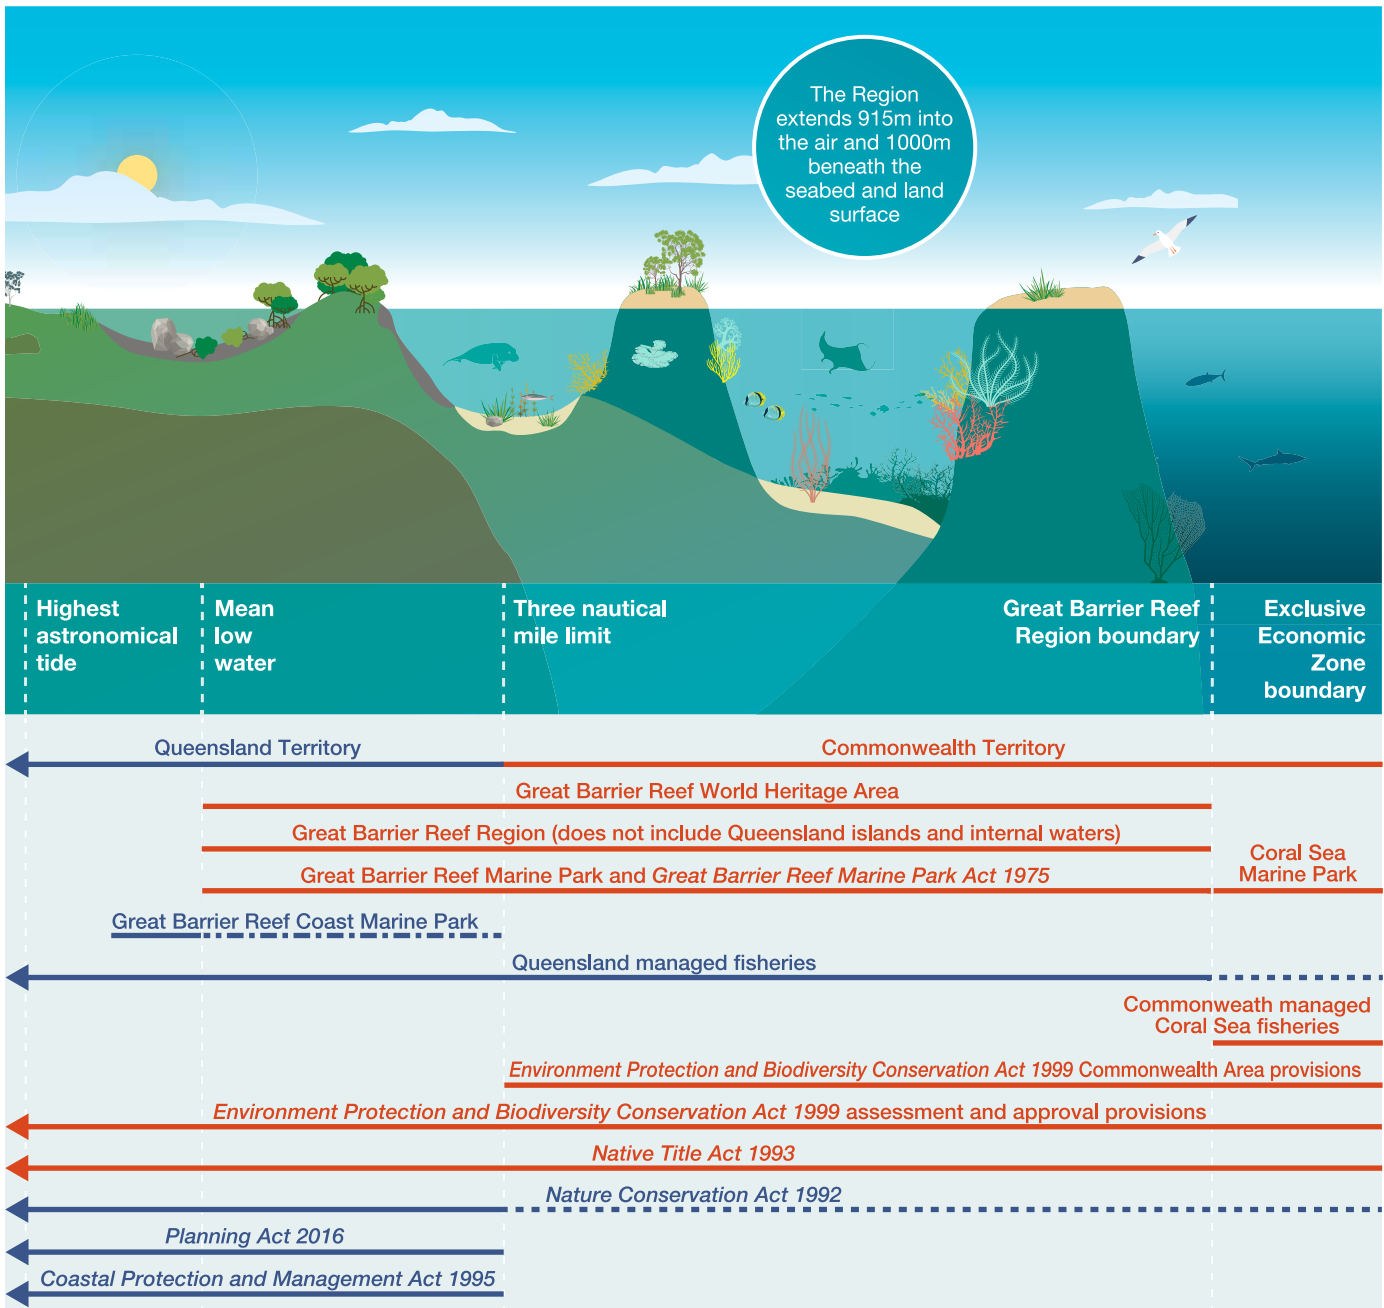 The Region
extends 915m into
the air and 1000m
beneath the
seabed and land
surface
Highest
astronomical
tide
Mean
low
water
Three nautical
mile limit
Great Barrier Reef
Region boundary
Exclusive
Economic
Zone
boundary
Queensland Territory
Commonwealth Territory
Great Barrier Reef World Heritage Area
Great Barrier Reef Region (does not include Queensland islands and internal waters)
Great Barrier Reef Marine Park and Great Barrier Reef Marine Park Act 1975
Coral Sea
Marine Park
Great Barrier Reef Coast Marine Park
Queensland managed fisheries
Commonweath managed
Coral Sea fisheries
Environment Protection and Biodiversity Conservation Act 1999 Commonwealth Area provisions
Environment Protection and Biodiversity Conservation Act 1999 assessment and approval provisions
Native Title Act 1993
Nature Conservation Act 1992
Planning Act 2016
Coastal Protection and Management Act 1995